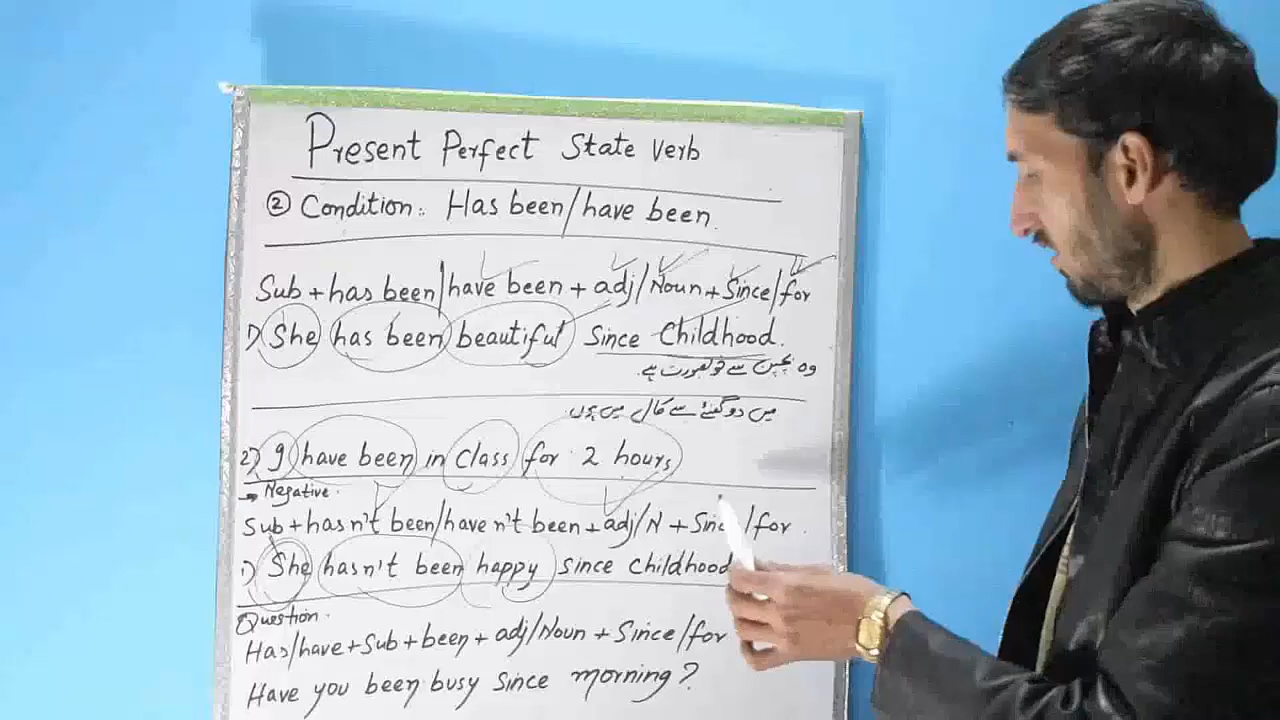 Present Perfect State Verb
② Condition: Has been/have been.
Sub + has been/have been + adj/Noun + Since/for
1) She has been beautiful Since Childhood.
وہ بچپن سے خوبصورت ہے۔
میں دو گھنٹے سے کلاس میں ہوں۔
2) I have been in class for 2 hours
→ Negative.
Sub + hasn't been/haven't been + adj/N + Since/for.
1) She hasn't been happy since childhood
Question.
Has/have + Sub + been + adj/Noun + Since/for
Have you been busy since morning?